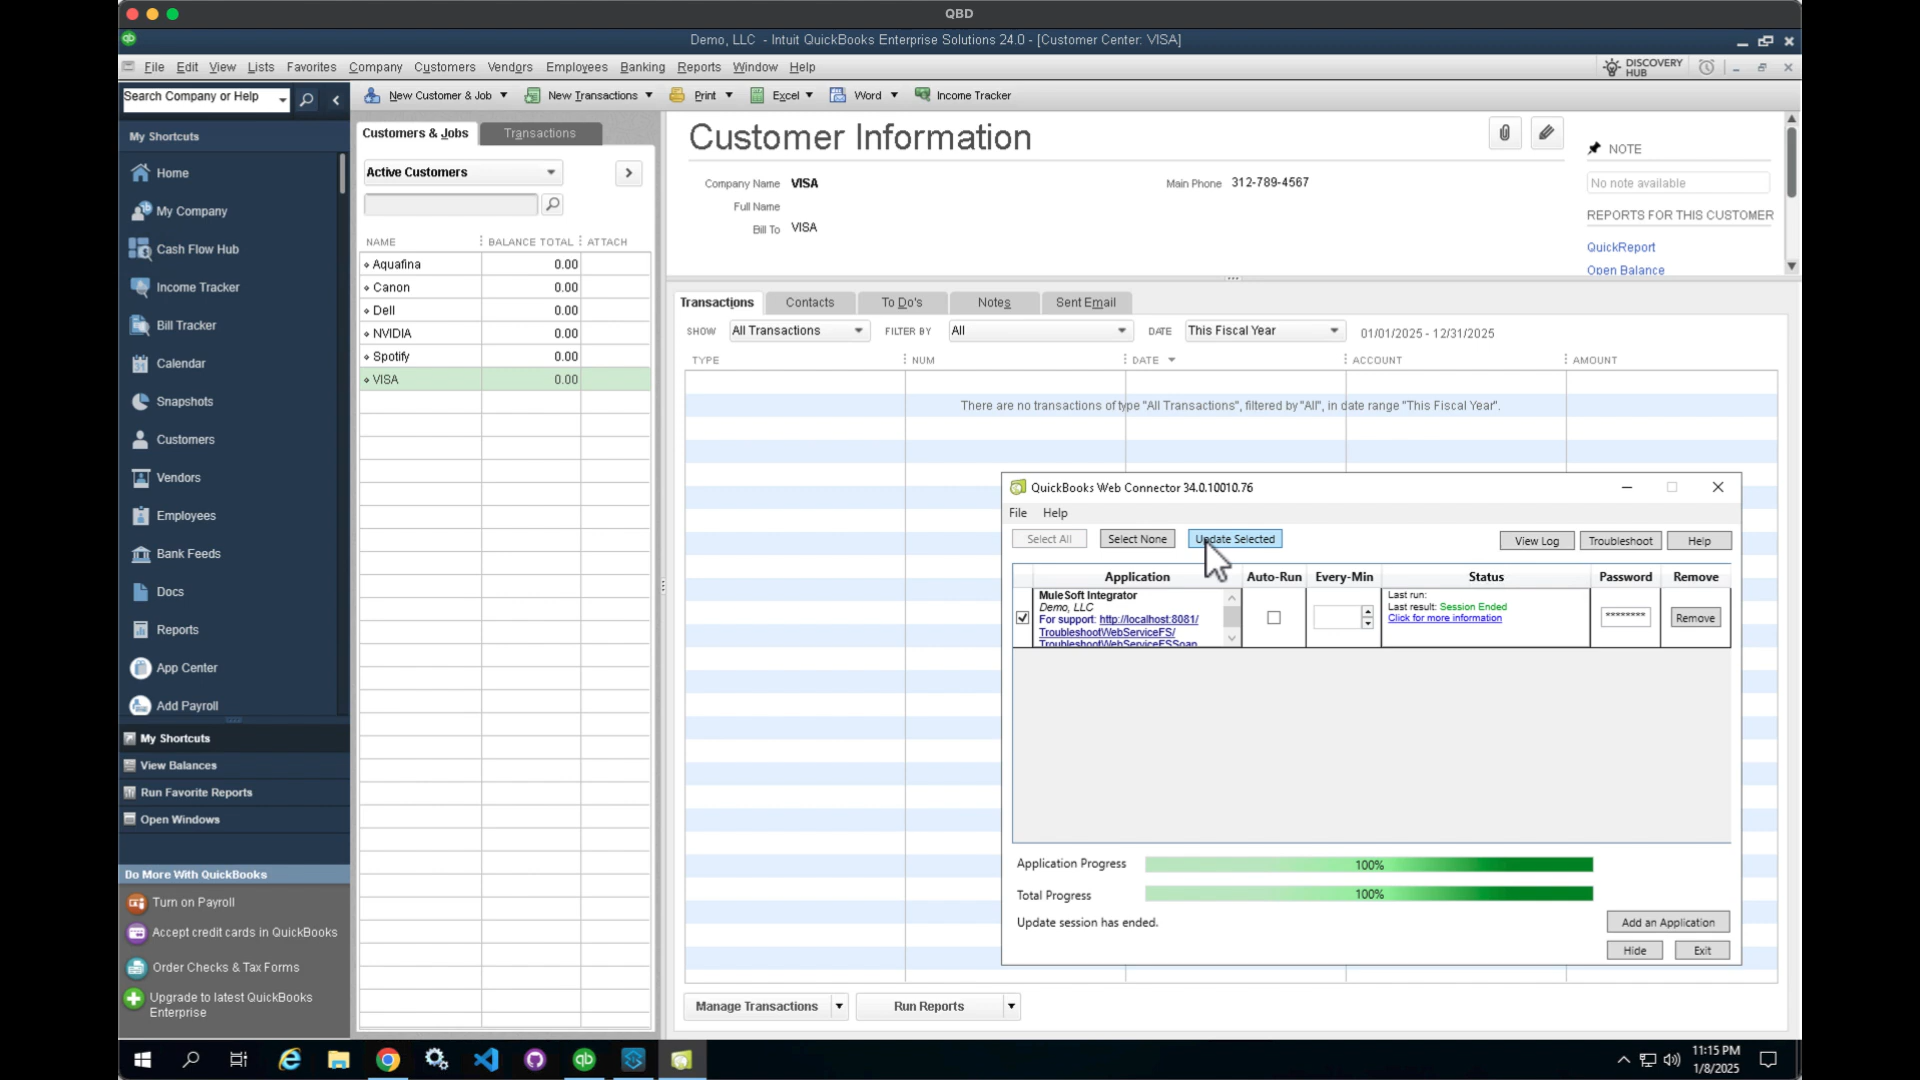 QBD
Demo, LLC - Intuit QuickBooks Enterprise Solutions 24.0 - [Customer Center: VISA]
File Edit View Lists Favorites Company Customers Vendors Employees Banking Reports Window Help
DISCOVERY
HUB
Search Company or Help
New Customer & Job New Transactions Print Excel Word Income Tracker
My Shortcuts
Home
My Company
Cash Flow Hub
Income Tracker
Bill Tracker
Calendar
Snapshots
Customers
Vendors
Employees
Bank Feeds
Docs
Reports
App Center
Add Payroll
My Shortcuts
View Balances
Run Favorite Reports
Open Windows
Do More With QuickBooks
Turn on Payroll
Accept credit cards in QuickBooks
Order Checks & Tax Forms
Upgrade to latest QuickBooks
Enterprise
Customers & Jobs Transactions
Active Customers
NAME BALANCE TOTAL ATTACH
Aquafina 0.00
Canon 0.00
Dell 0.00
NVIDIA 0.00
Spotify 0.00
VISA 0.00
Customer Information
Company Name VISA
Main Phone 312-789-4567
Full Name
Bill To VISA
NOTE
No note available
REPORTS FOR THIS CUSTOMER
QuickReport
Open Balance
Transactions Contacts To Do's Notes Sent Email
SHOW All Transactions FILTER BY All DATE This Fiscal Year 01/01/2025 - 12/31/2025
TYPE NUM DATE ACCOUNT AMOUNT
There are no transactions of type "All Transactions", filtered by "All", in date range "This Fiscal Year".
QuickBooks Web Connector 34.0.10010.76
File Help
Select All Select None Update Selected View Log Troubleshoot Help
Application Auto-Run Every-Min Status Password Remove
MuleSoft Integrator
Demo, LLC
For support: http://localhost:8081/
TroubleshootWebServiceFS/
TroubleshootWebServiceFSSoap
Last run:
Last result: Session Ended
Click for more information
********
Remove
Application Progress 100%
Total Progress 100%
Update session has ended.
Add an Application
Hide Exit
Manage Transactions Run Reports
11:15 PM
1/8/2025